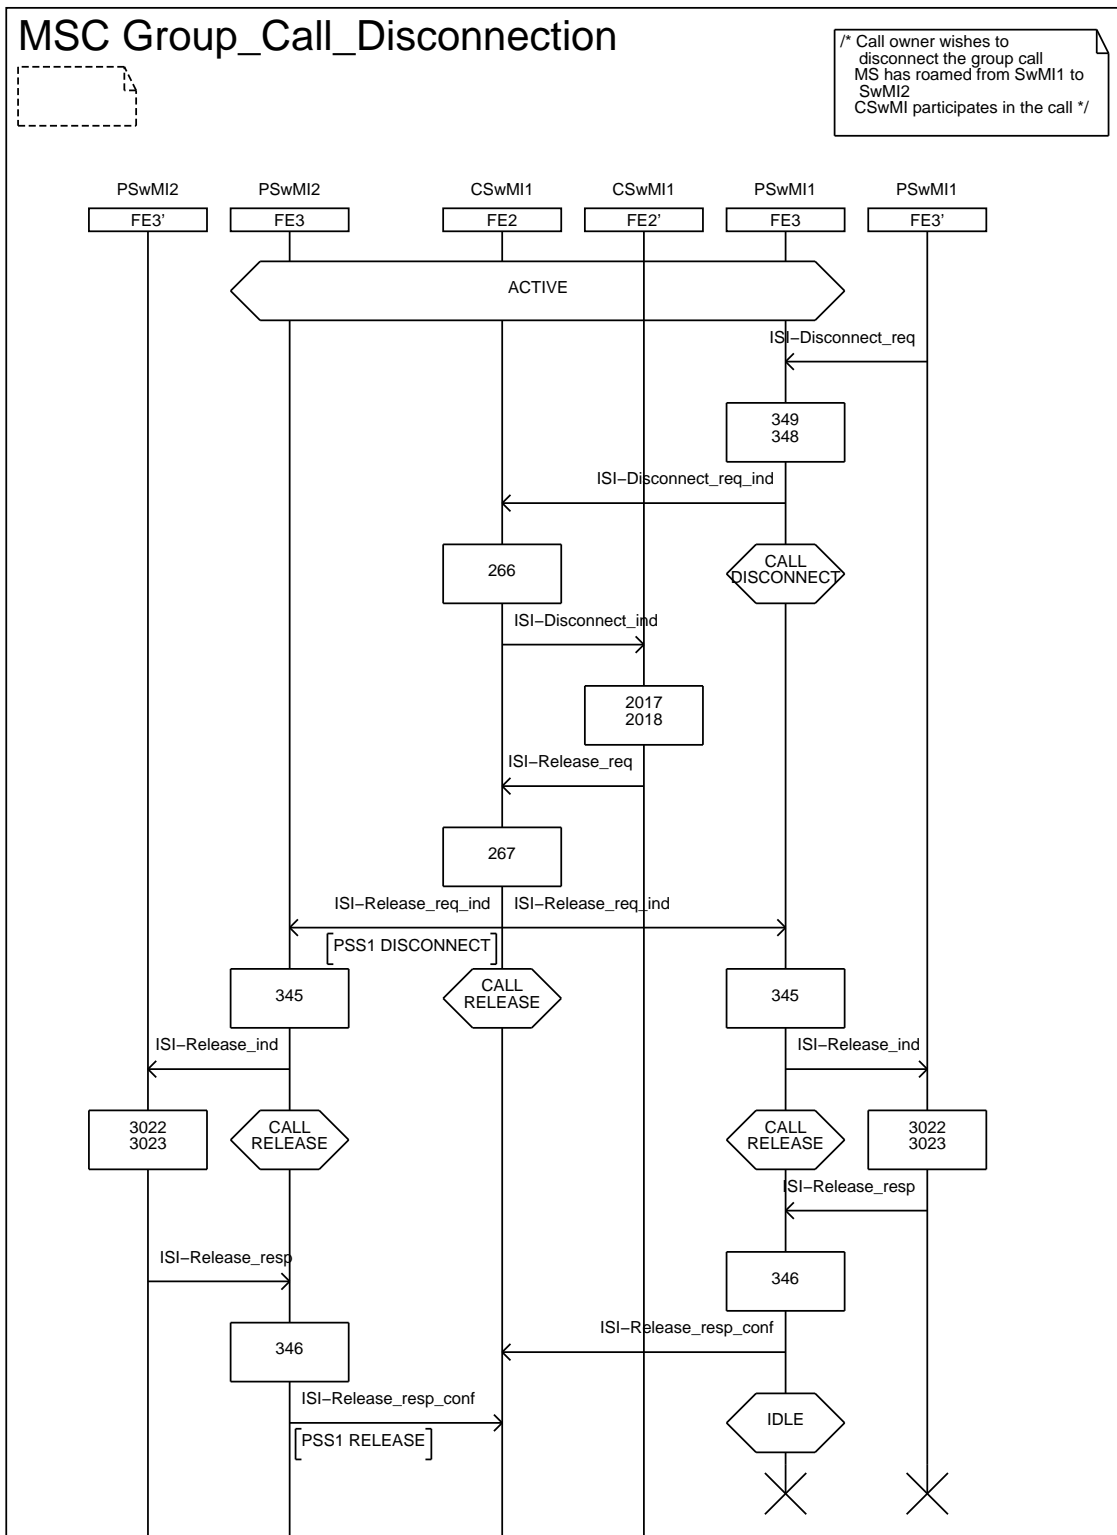 MSC Group_Call_Disconnection
/* Call owner wishes to
disconnect the group call
MS has roamed from SwMI1 to
SwMI2
CSwMI participates in the call */
PSwMI2 PSwMI2 CSwMI1 CSwMI1 PSwMI1 PSwMI1
FE3' FE3 FE2 FE2' FE3 FE3'
ACTIVE
ISI–Disconnect_req
349
348
ISI–Disconnect_req_ind
266
CALL
DISCONNECT
ISI–Disconnect_ind
2017
2018
ISI–Release_req
267
ISI–Release_req_ind ISI–Release_req_ind
PSS1 DISCONNECT
345
CALL
RELEASE
345
ISI–Release_ind ISI–Release_ind
3022
3023
CALL
RELEASE
CALL
RELEASE
3022
3023
ISI–Release_resp
ISI–Release_resp
346
ISI–Release_resp_conf
346
ISI–Release_resp_conf
IDLE
PSS1 RELEASE